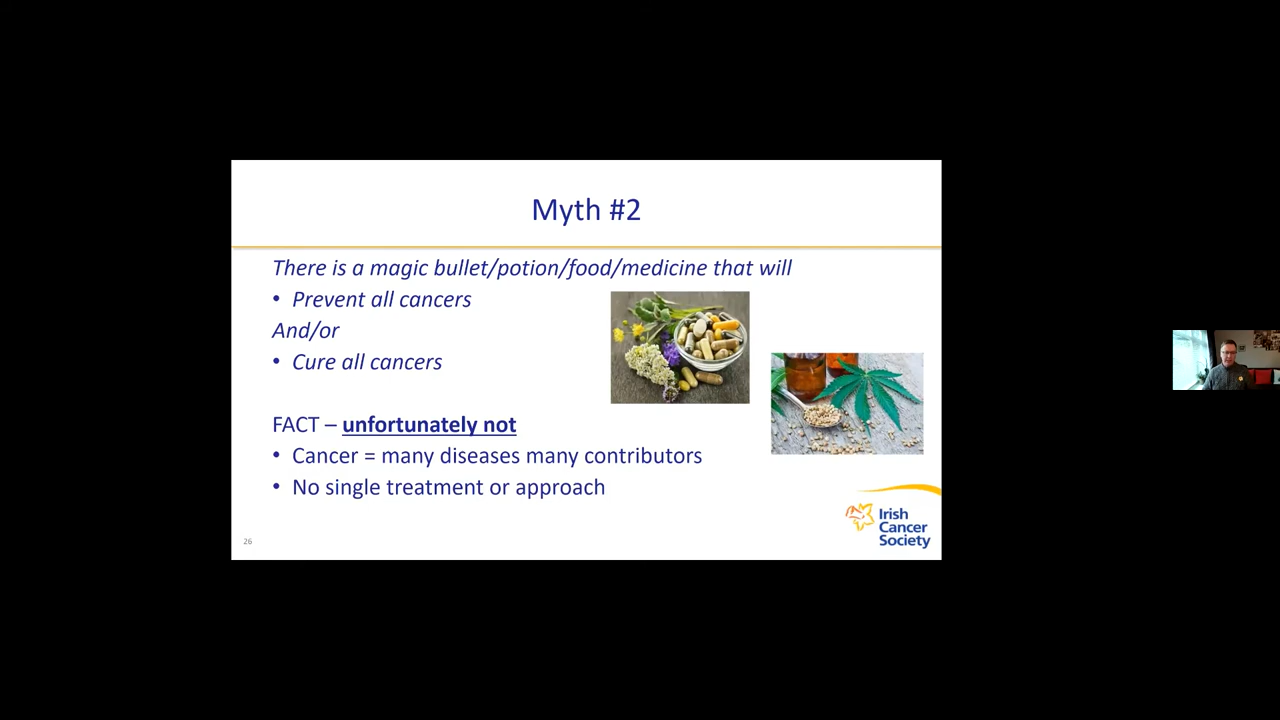 Myth #2
There is a magic bullet/potion/food/medicine that will
• Prevent all cancers
And/or
• Cure all cancers
FACT – unfortunately not
• Cancer = many diseases many contributors
• No single treatment or approach
Irish
Cancer
Society
26